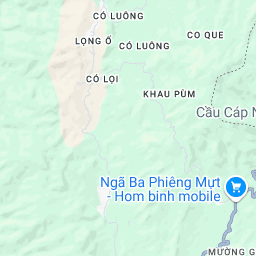 CÓ LUÔNG
LỌNG Ố
CÓ LUÔNG
CO QUE
CÓ LỌI
KHAU PÙM
Cầu Cáp N
Ngã Ba Phiêng Mựt
- Hom binh mobile
MƯỜNG G